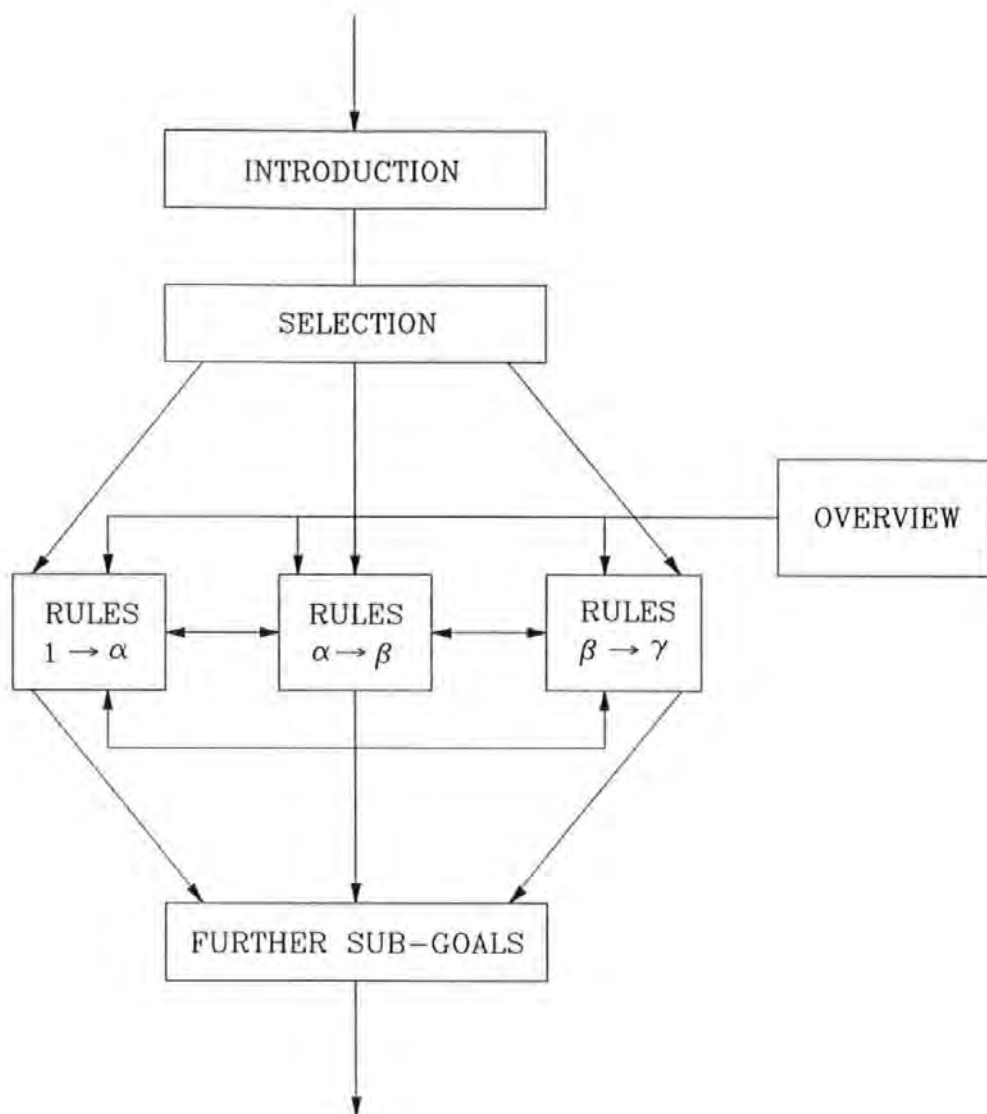 INTRODUCTION
SELECTION
OVERVIEW
RULES
1 → α
RULES
α → β
RULES
β → γ
FURTHER SUB-GOALS